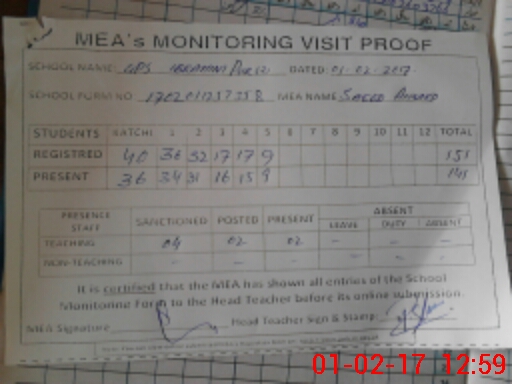 MEA's MONITORING VISIT PROOF
SCHOOL NAME GPS DATED 01-02-2017
SCHOOL FORM NO MEA NAME Saeed Ahmed
STUDENTS KATCHI 1 2 3 4 5 6 7 8 9 10 11 12 TOTAL
REGISTRED 40 36 32 17 17 9 151
PRESENT 36 34 31 16 15 9 141
PRESENCE STAFF SANCTIONED POSTED PRESENT ABSENT
LEAVE DUTY ABSENT
TEACHING 04 02 02 - - -
NON-TEACHING - - - - - -
It is certified that the MEA has shown all entries of the School
Monitoring Form to the Head Teacher before its online submission.
MEA Signature Head Teacher Sign & Stamp:
01-02-17 12:59